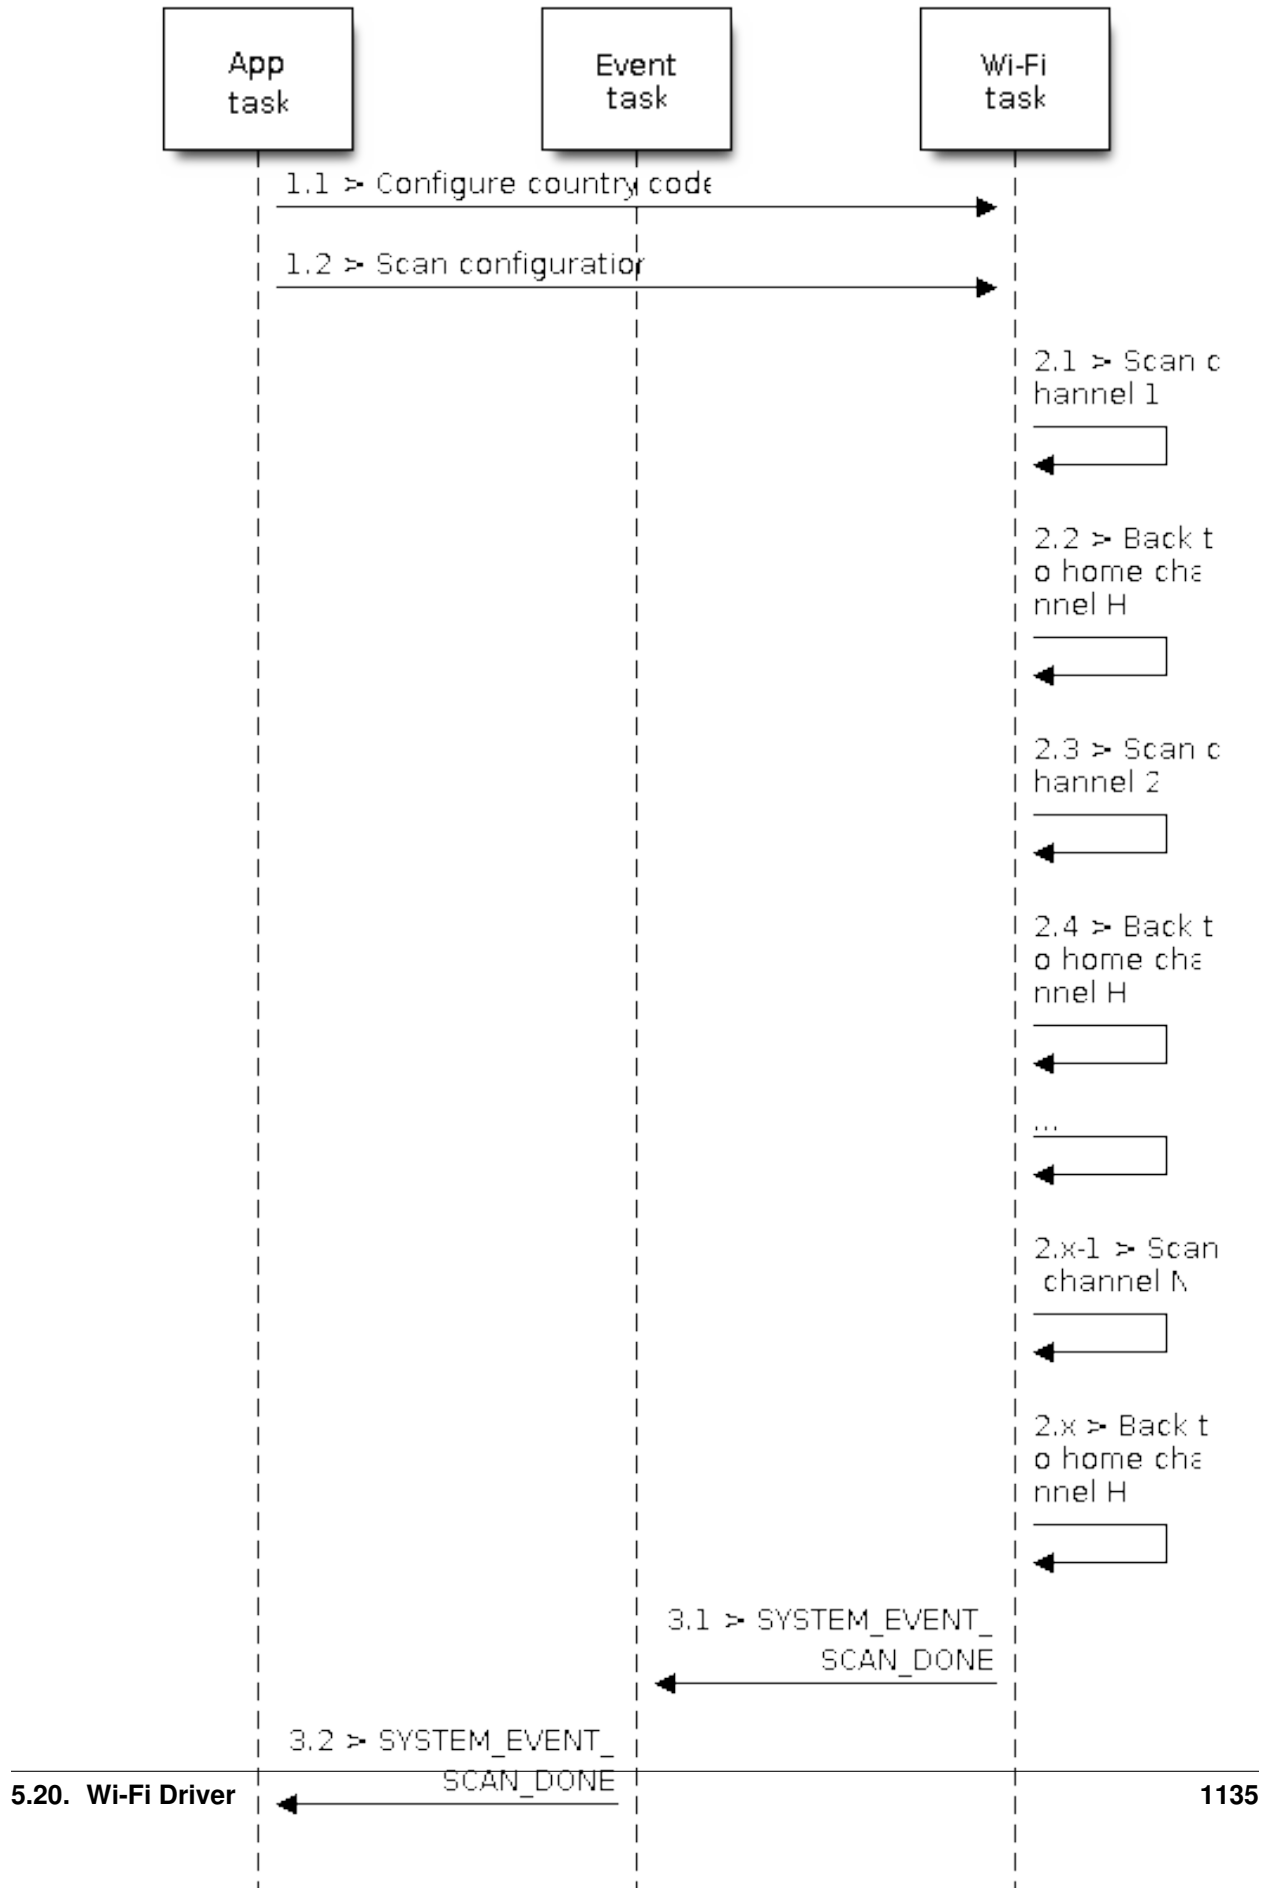 App
task
Event
task
Wi-Fi
task
1.1 > Configure country code
1.2 > Scan configuration
2.1 > Scan c
hannel 1
2.2 > Back t
o home cha
nnel H
2.3 > Scan c
hannel 2
2.4 > Back t
o home cha
nnel H
...
2.x-1 > Scan
channel N
2.x > Back t
o home cha
nnel H
3.1 > SYSTEM_EVENT_
SCAN_DONE
3.2 > SYSTEM_EVENT_
SCAN_DONE
5.20. Wi-Fi Driver 1135